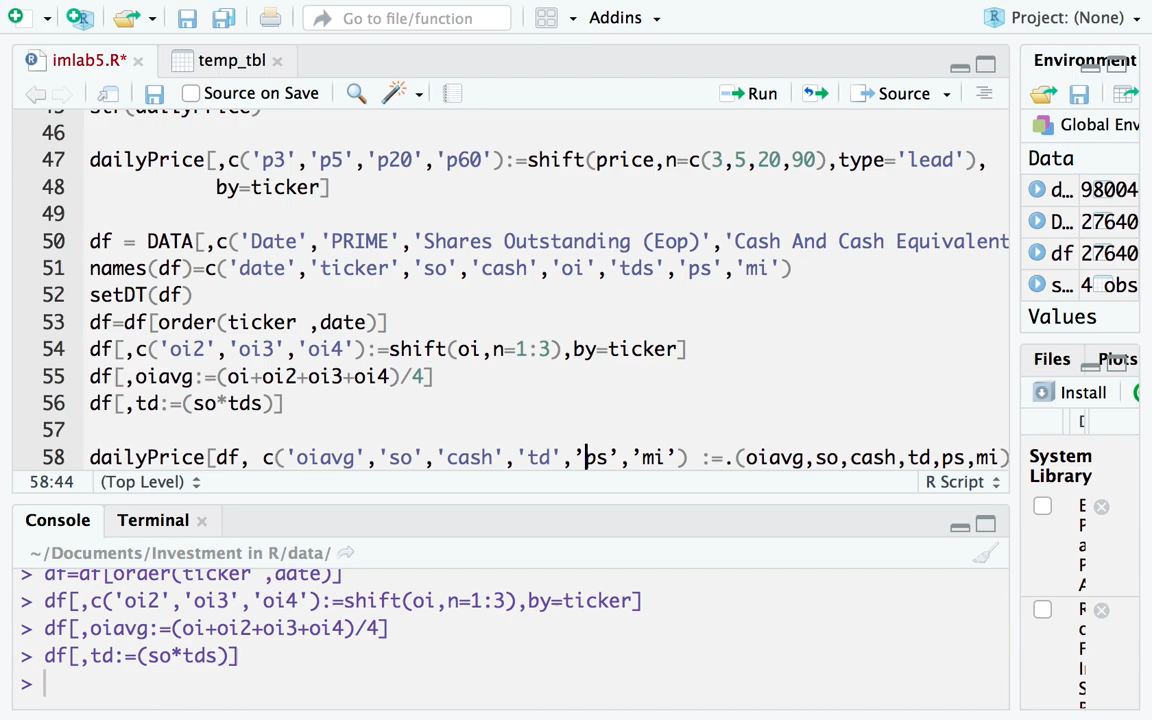 Go to file/function
Addins
Project: (None)
imlab5.R*
temp_tbl
Source on Save
Run
Source
45 str(dailyPrice)
46
47 dailyPrice[,c('p3','p5','p20','p60'):=shift(price,n=c(3,5,20,90),type='lead'),
48 by=ticker]
49
50 df = DATA[,c('Date','PRIME','Shares Outstanding (Eop)','Cash And Cash Equivalent
51 names(df)=c('date','ticker','so','cash','oi','tds','ps','mi')
52 setDT(df)
53 df=df[order(ticker ,date)]
54 df[,c('oi2','oi3','oi4'):=shift(oi,n=1:3),by=ticker]
55 df[,oiavg:=(oi+oi2+oi3+oi4)/4]
56 df[,td:=(so*tds)]
57
58 dailyPrice[df, c('oiavg','so','cash','td',’ps’,’mi’) :=.(oiavg,so,cash,td,ps,mi)
58:44 (Top Level) R Script
Console Terminal
~/Documents/Investment in R/data/
> df=df[order(ticker ,date)]
> df[,c('oi2','oi3','oi4'):=shift(oi,n=1:3),by=ticker]
> df[,oiavg:=(oi+oi2+oi3+oi4)/4]
> df[,td:=(so*tds)]
>
Environment
Global Env
Data
d… 98004
D… 27640
df 27640
s… 4 obs
Values
Files Plots
Install
System
Library